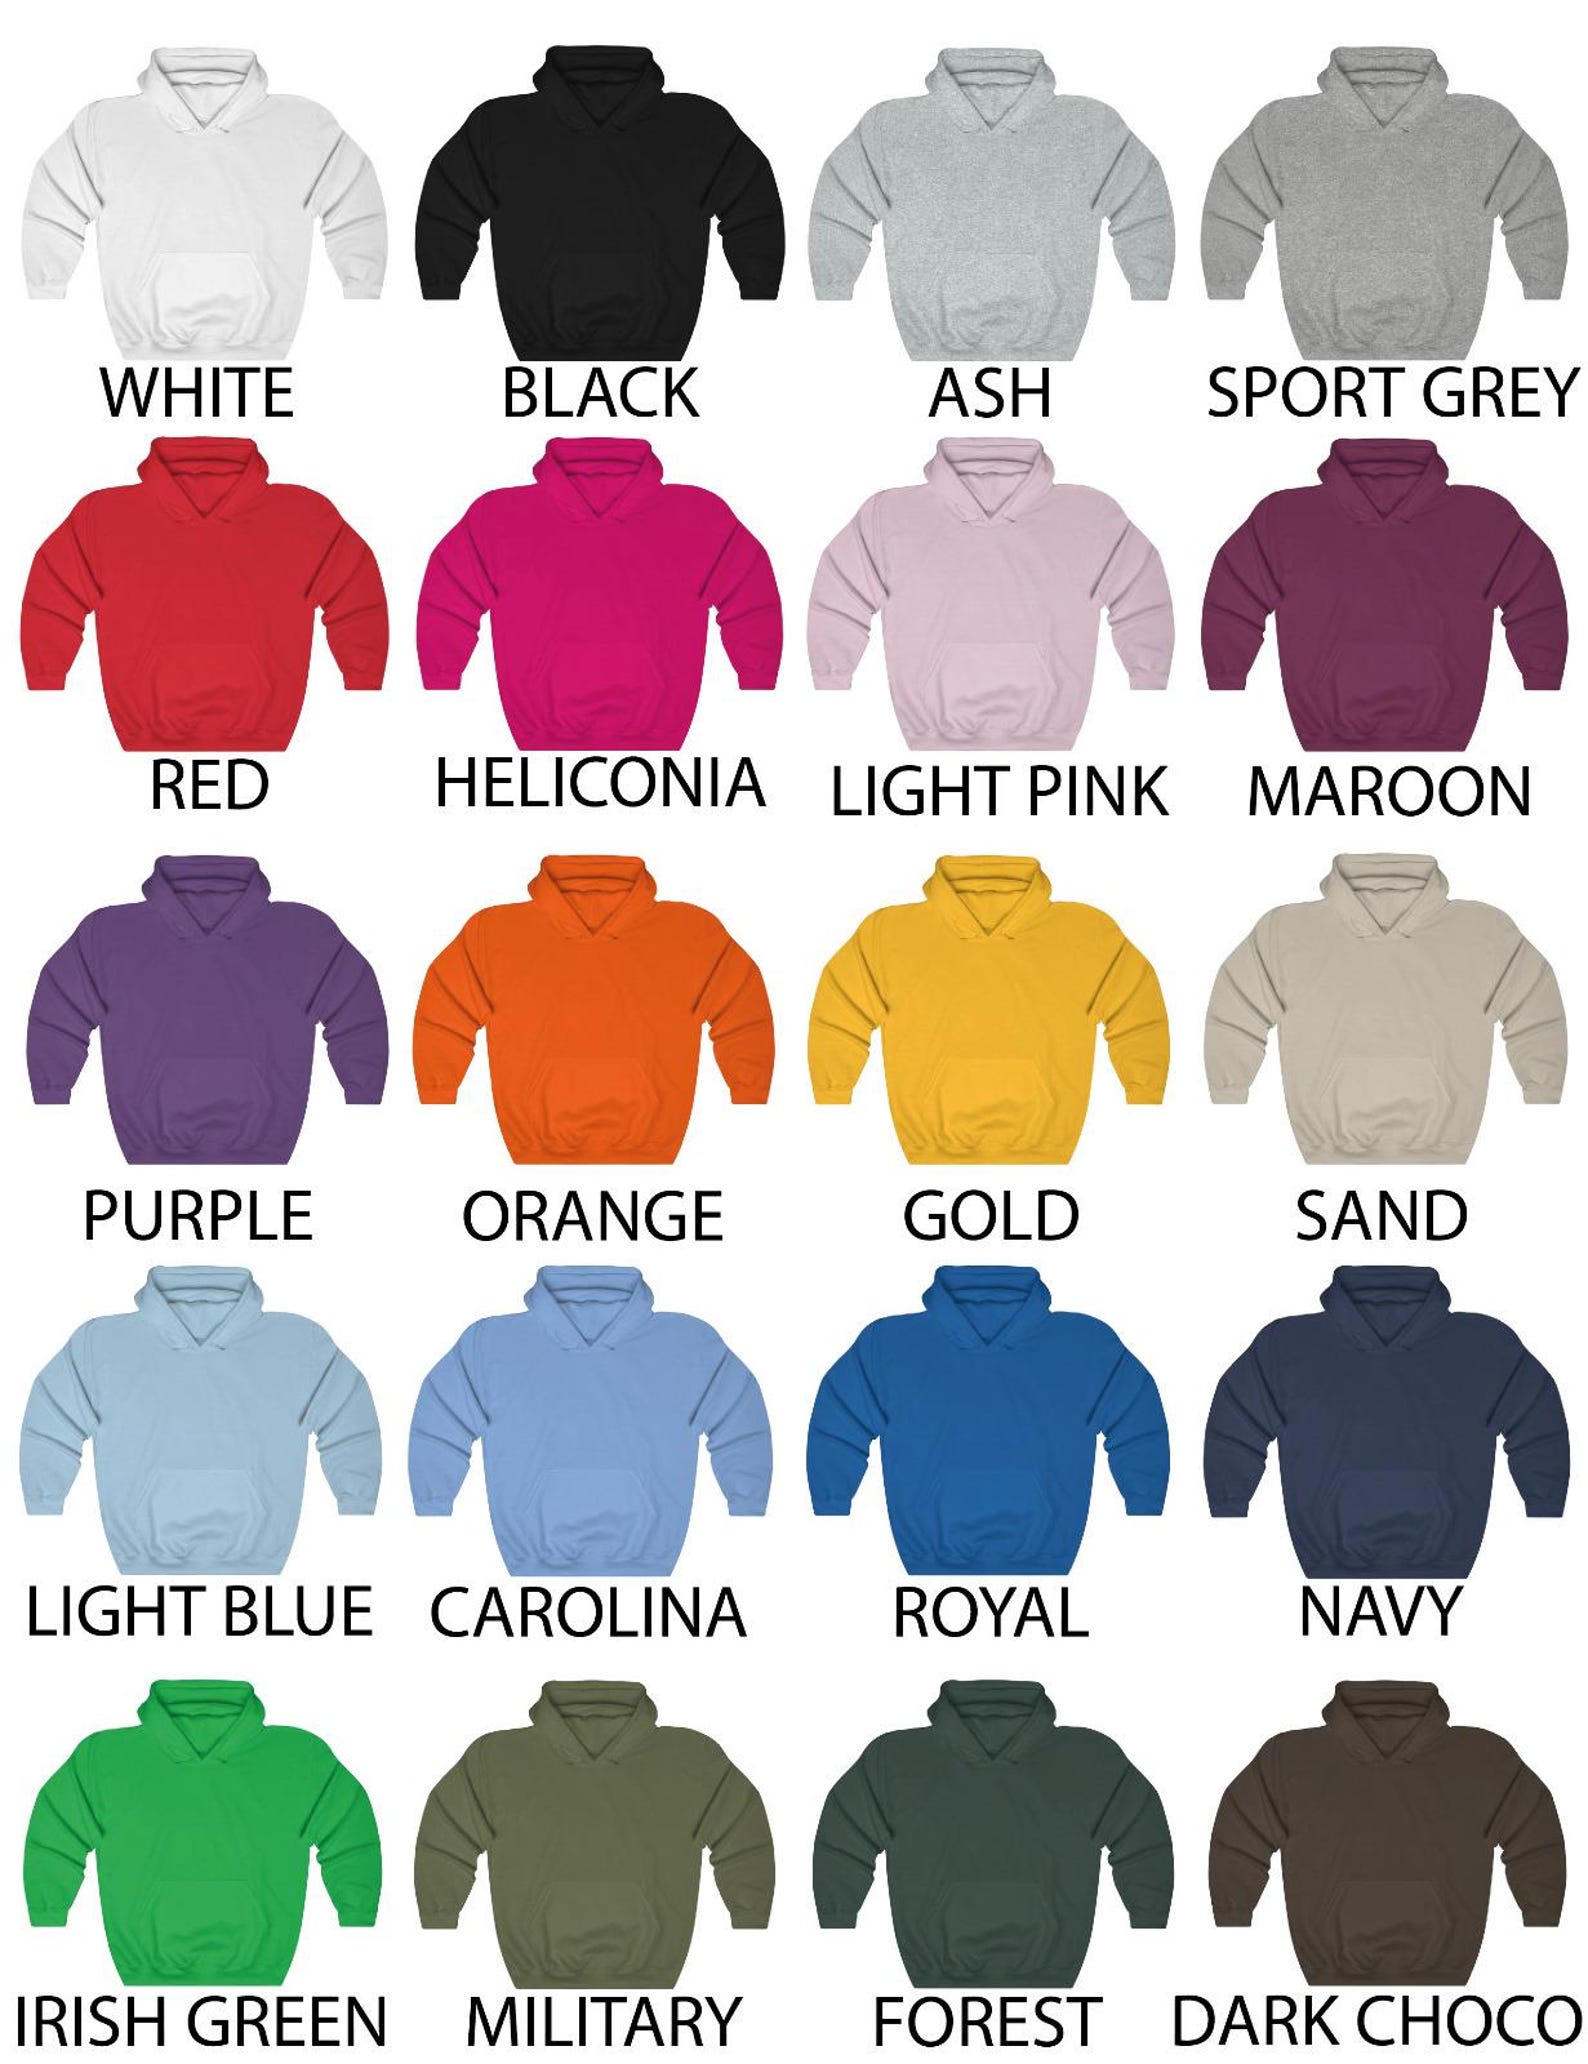 WHITE
BLACK
ASH
SPORT GREY
RED
HELICONIA
LIGHT PINK
MAROON
PURPLE
ORANGE
GOLD
SAND
LIGHT BLUE
CAROLINA
ROYAL
NAVY
IRISH GREEN
MILITARY
FOREST
DARK CHOCO